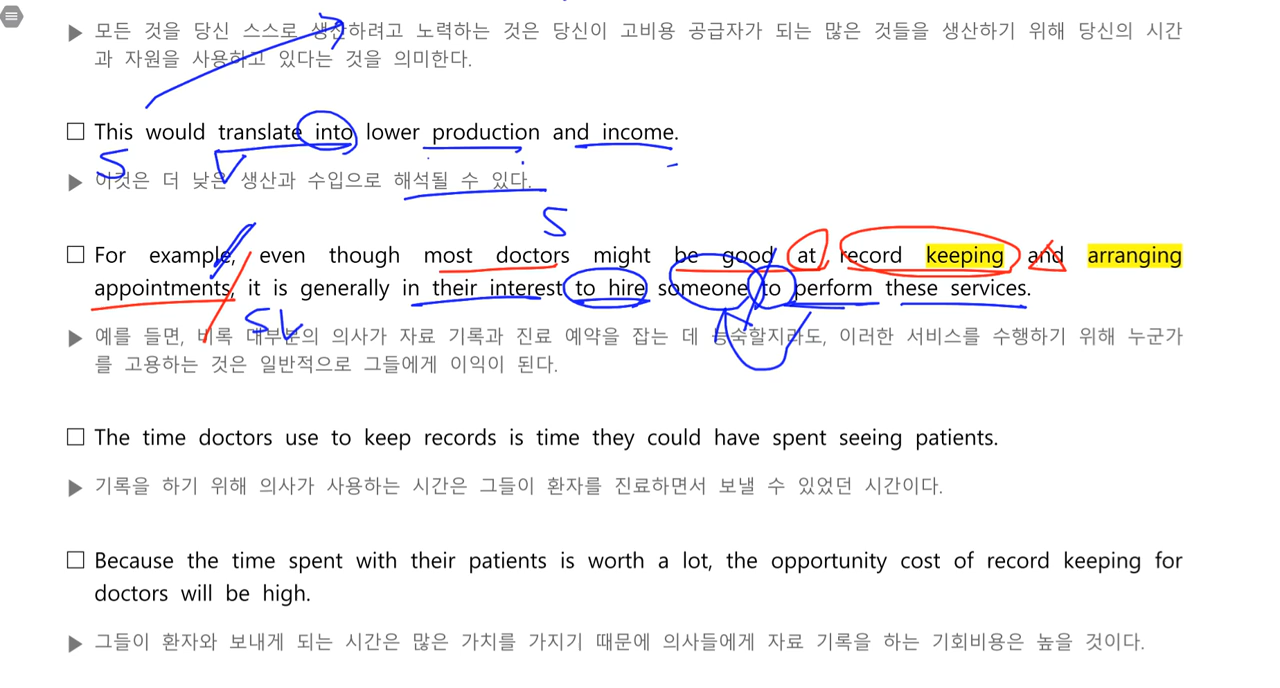 ▶ 모든 것을 당신 스스로 생산하려고 노력하는 것은 당신이 고비용 공급자가 되는 많은 것들을 생산하기 위해 당신의 시간
과 자원을 사용하고 있다는 것을 의미한다.
□ This would translate into lower production and income.
S V
▶ 이것은 더 낮은 생산과 수입으로 해석될 수 있다.
S
□ For example, even though most doctors might be good at record keeping and arranging
appointments, it is generally in their interest to hire someone to perform these services.
S V
▶ 예를 들면, 비록 대부분의 의사가 자료 기록과 진료 예약을 잡는 데 능숙할지라도, 이러한 서비스를 수행하기 위해 누군가
를 고용하는 것은 일반적으로 그들에게 이익이 된다.
□ The time doctors use to keep records is time they could have spent seeing patients.
▶ 기록을 하기 위해 의사가 사용하는 시간은 그들이 환자를 진료하면서 보낼 수 있었던 시간이다.
□ Because the time spent with their patients is worth a lot, the opportunity cost of record keeping for
doctors will be high.
▶ 그들이 환자와 보내게 되는 시간은 많은 가치를 가지기 때문에 의사들에게 자료 기록을 하는 기회비용은 높을 것이다.